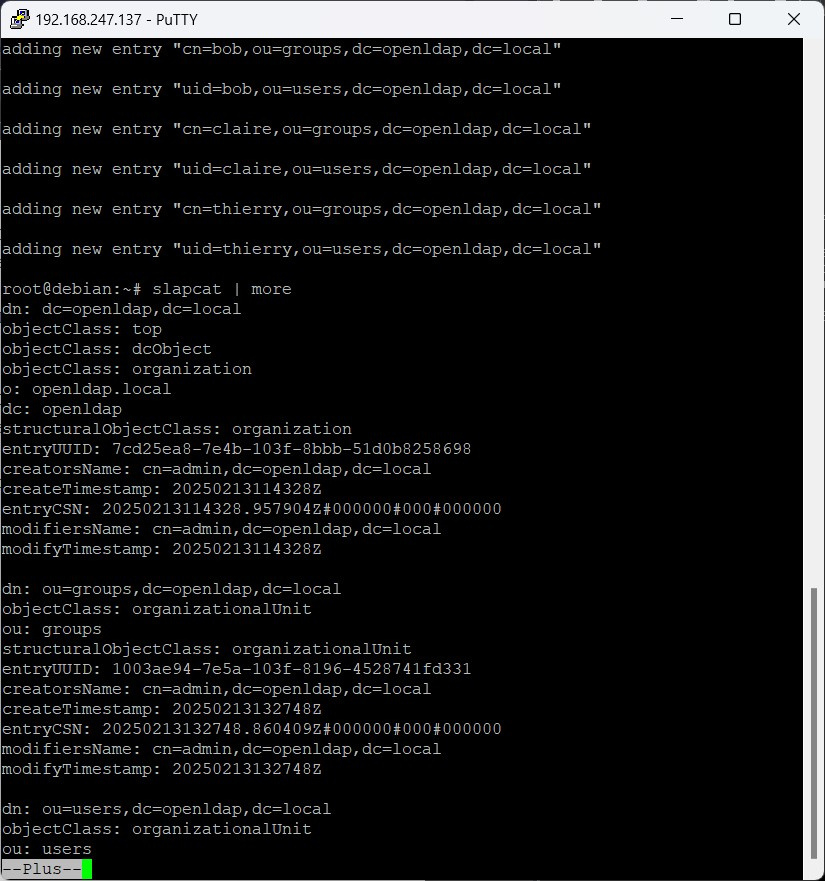 192.168.247.137 - PuTTY
adding new entry "cn=bob,ou=groups,dc=openldap,dc=local"
adding new entry "uid=bob,ou=users,dc=openldap,dc=local"
adding new entry "cn=claire,ou=groups,dc=openldap,dc=local"
adding new entry "uid=claire,ou=users,dc=openldap,dc=local"
adding new entry "cn=thierry,ou=groups,dc=openldap,dc=local"
adding new entry "uid=thierry,ou=users,dc=openldap,dc=local"
root@debian:~# slapcat | more
dn: dc=openldap,dc=local
objectClass: top
objectClass: dcObject
objectClass: organization
o: openldap.local
dc: openldap
structuralObjectClass: organization
entryUUID: 7cd25ea8-7e4b-103f-8bbb-51d0b8258698
creatorsName: cn=admin,dc=openldap,dc=local
createTimestamp: 20250213114328Z
entryCSN: 20250213114328.957904Z#000000#000#000000
modifiersName: cn=admin,dc=openldap,dc=local
modifyTimestamp: 20250213114328Z
dn: ou=groups,dc=openldap,dc=local
objectClass: organizationalUnit
ou: groups
structuralObjectClass: organizationalUnit
entryUUID: 1003ae94-7e5a-103f-8196-4528741fd331
creatorsName: cn=admin,dc=openldap,dc=local
createTimestamp: 20250213132748Z
entryCSN: 20250213132748.860409Z#000000#000#000000
modifiersName: cn=admin,dc=openldap,dc=local
modifyTimestamp: 20250213132748Z
dn: ou=users,dc=openldap,dc=local
objectClass: organizationalUnit
ou: users
--Plus--